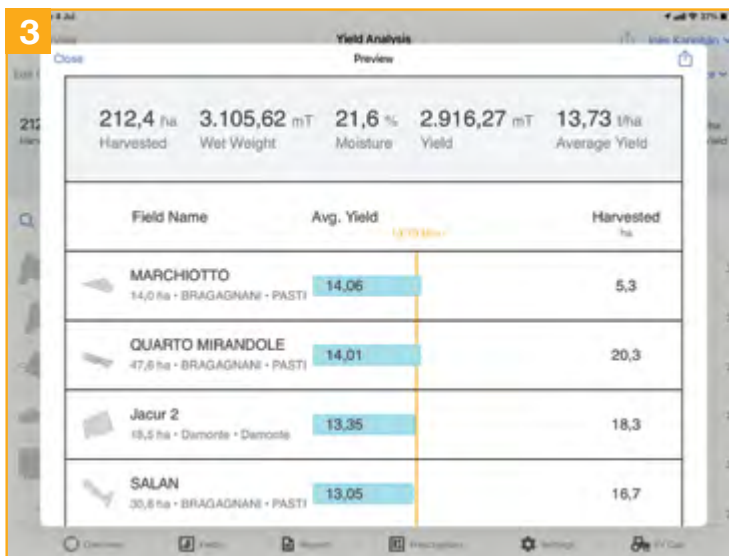 3
Yield Analysis
Close
Preview
212,4 ha 3.105,62 mT 21,6 % 2.916,27 mT 13,73 t/ha
Harvested Wet Weight Moisture Yield Average Yield
Field Name Avg. Yield Harvested
ha
MARCHIOTTO
14,0 ha • BRAGAGNANI • PASTI 14,06 5,3
QUARTO MIRANDOLE
47,6 ha • BRAGAGNANI • PASTI 14,01 20,3
Jacur 2
18,5 ha • Damonte • Damonte 13,35 18,3
SALAN
30,6 ha • BRAGAGNANI • PASTI 13,05 16,7